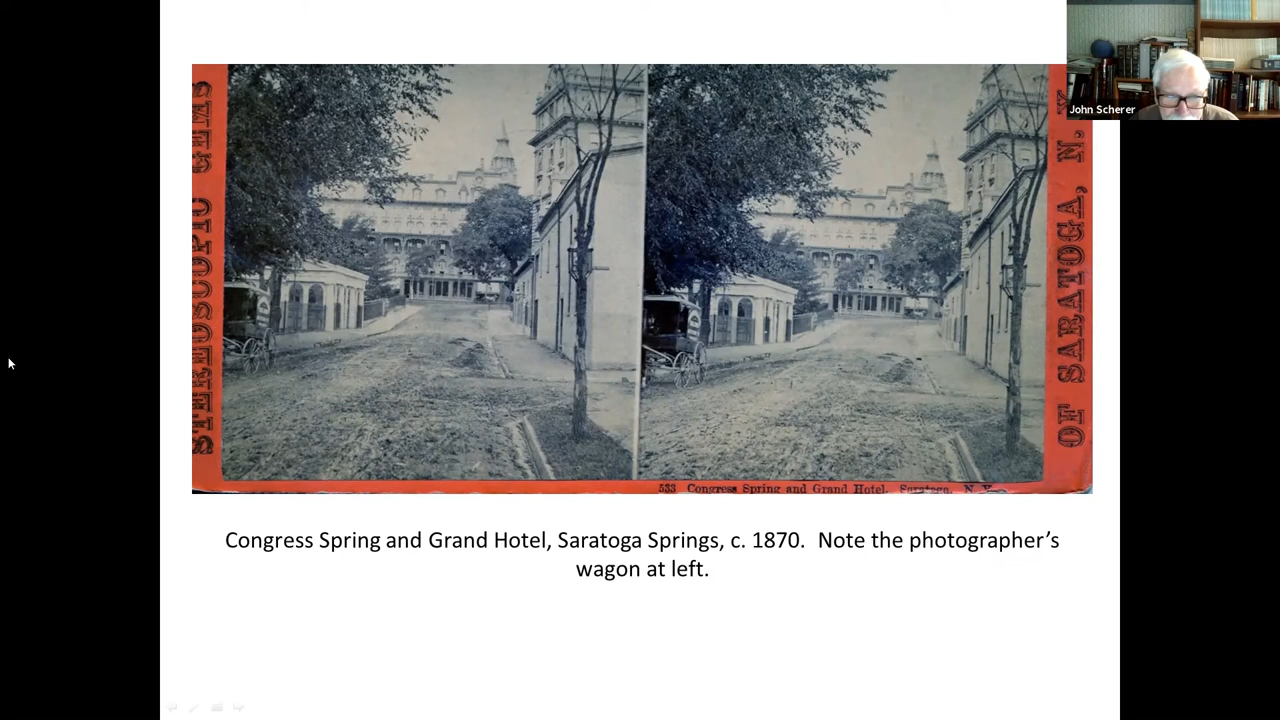 John Scherer
STEREOSCOPIC GEMS
OF SARATOGA, N. Y.
533 Congress Spring and Grand Hotel. Saratoga, N. Y.
Congress Spring and Grand Hotel, Saratoga Springs, c. 1870. Note the photographer’s
wagon at left.